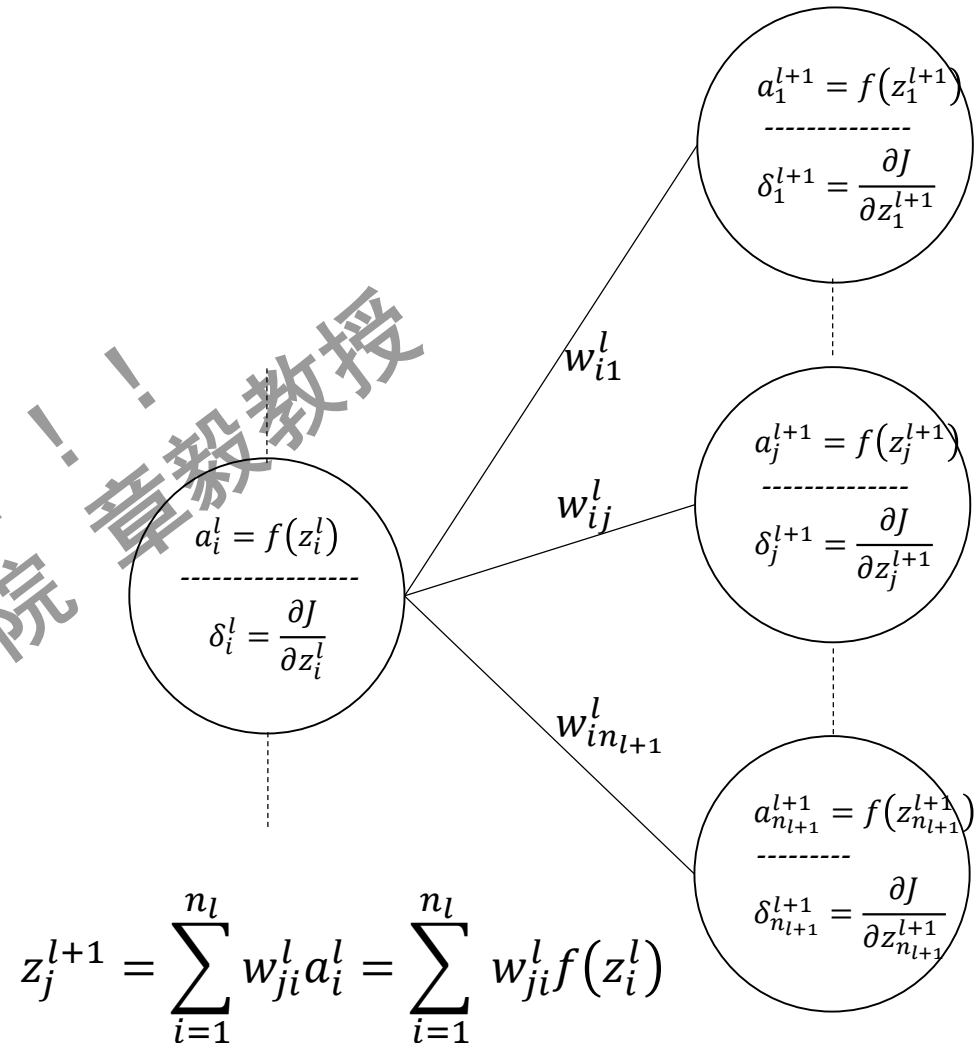 a_1^{l+1} = f(z_1^{l+1})
--------------
δ_1^{l+1} = ∂J/∂z_1^{l+1}
w_{i1}^l
！！
院 章毅教授
a_i^l = f(z_i^l)
-----------------
δ_i^l = ∂J/∂z_i^l
w_{ij}^l
a_j^{l+1} = f(z_j^{l+1})
--------------
δ_j^{l+1} = ∂J/∂z_j^{l+1}
w_{in_{l+1}}^l
a_{n_{l+1}}^{l+1} = f(z_{n_{l+1}}^{l+1})
---------
δ_{n_{l+1}}^{l+1} = ∂J/∂z_{n_{l+1}}^{l+1}
z_j^{l+1} = ∑_{i=1}^{n_l} w_{ji}^l a_i^l = ∑_{i=1}^{n_l} w_{ji}^l f(z_i^l)